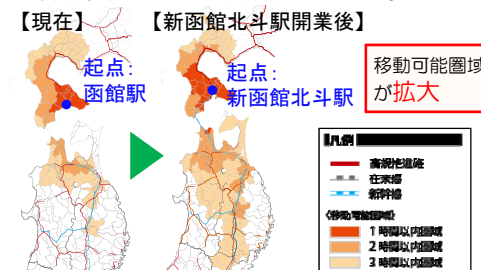 【現在】
【新函館北斗駅開業後】
起点：
函館駅
起点：
新函館北斗駅
移動可能圏域
が拡大
凡例
高規格道路
在来線
新幹線
《移動可能圏域》
1時間以内圏域
2時間以内圏域
3時間以内圏域